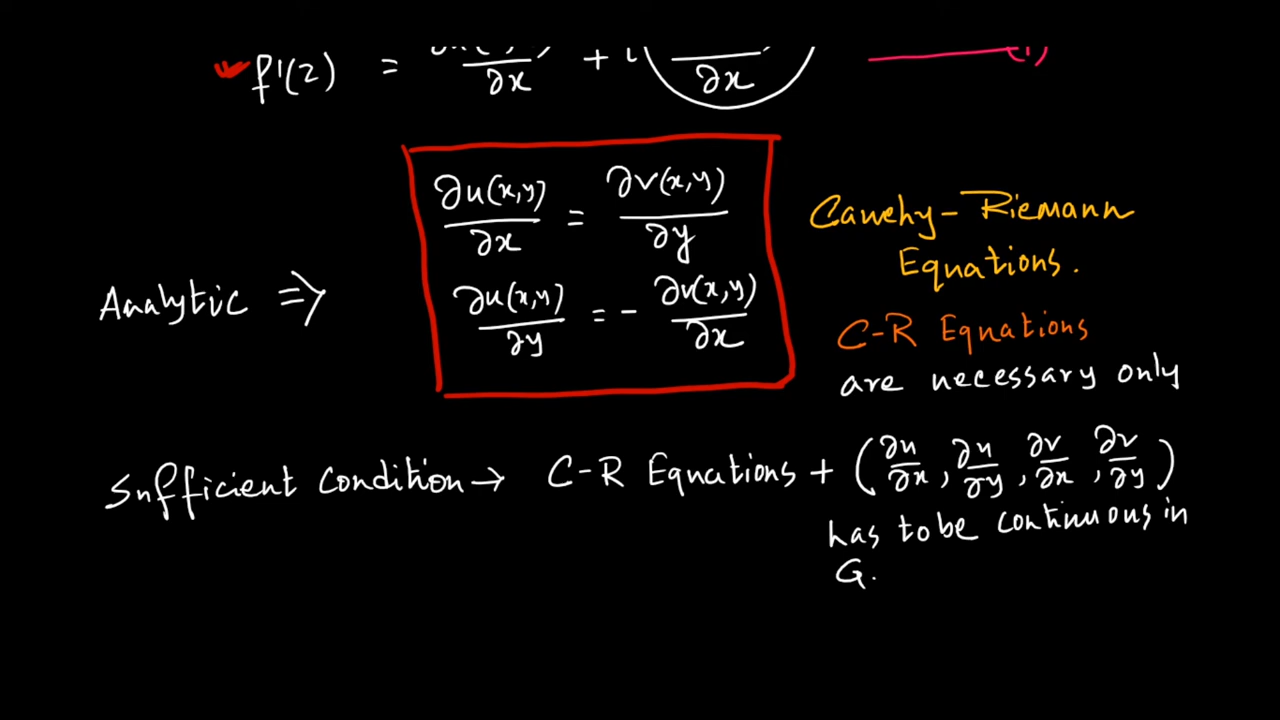 f'(z) = ∂u(x,y)/∂x + i ∂v(x,y)/∂x (1)
∂u(x,y)/∂x = ∂v(x,y)/∂y
Cauchy-Riemann
Equations.
Analytic ⇒ ∂u(x,y)/∂y = - ∂v(x,y)/∂x
C-R Equations
are necessary only
Sufficient Condition → C-R Equations + (∂u/∂x, ∂u/∂y, ∂v/∂x, ∂v/∂y)
has to be continuous in
G.